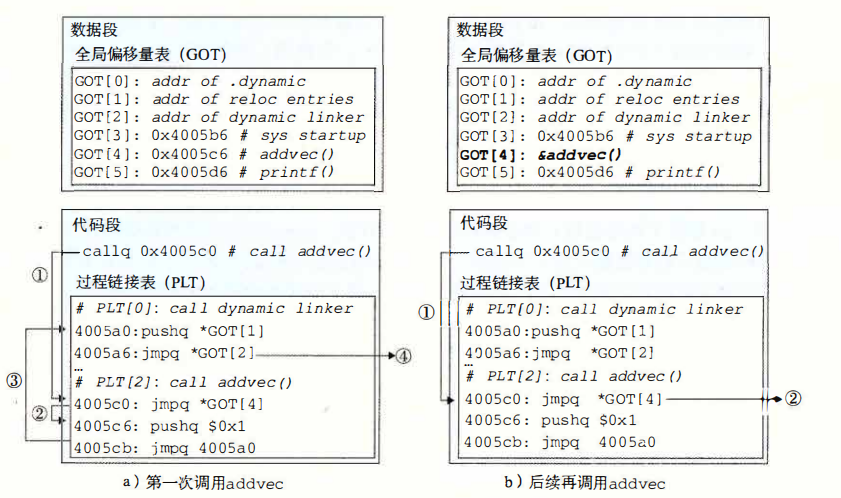 数据段
全局偏移量表（GOT）
GOT[0]: addr of .dynamic
GOT[1]: addr of reloc entries
GOT[2]: addr of dynamic linker
GOT[3]: 0x4005b6 # sys startup
GOT[4]: 0x4005c6 # addvec()
GOT[5]: 0x4005d6 # printf()
代码段
callq 0x4005c0 # call addvec()
①
过程链接表（PLT）
# PLT[0]: call dynamic linker
4005a0:pushq *GOT[1]
4005a6:jmpq *GOT[2]
④
…
③
# PLT[2]: call addvec()
4005c0: jmpq *GOT[4]
②
4005c6: pushq $0x1
4005cb: jmpq 4005a0
a）第一次调用addvec
数据段
全局偏移量表（GOT）
GOT[0]: addr of .dynamic
GOT[1]: addr of reloc entries
GOT[2]: addr of dynamic linker
GOT[3]: 0x4005b6 # sys startup
GOT[4]: &addvec()
GOT[5]: 0x4005d6 # printf()
代码段
callq 0x4005c0 # call addvec()
过程链接表（PLT）
①
# PLT[0]: call dynamic linker
4005a0:pushq *GOT[1]
4005a6:jmpq *GOT[2]
…
# PLT[2]: call addvec()
4005c0: jmpq *GOT[4]
②
4005c6: pushq $0x1
4005cb: jmpq 4005a0
b）后续再调用addvec